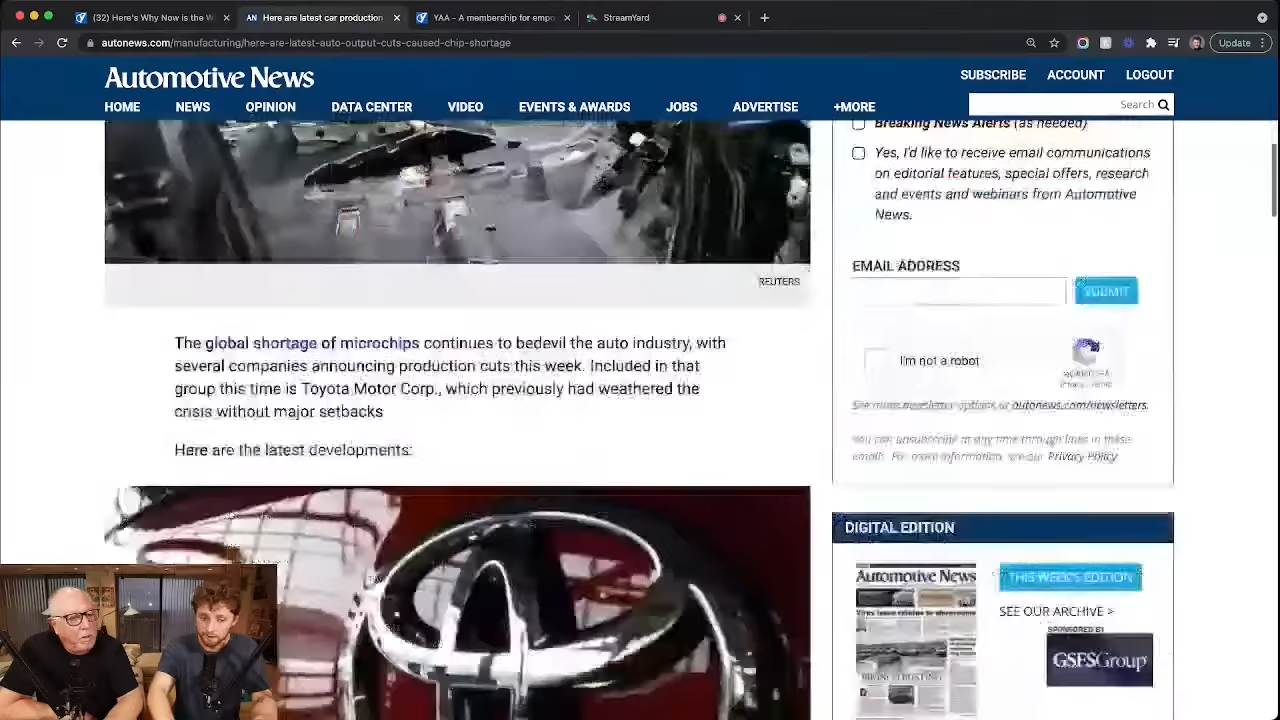 (32) Here's Why Now is the W
Here are latest car production
YAA - A membership for empo
StreamYard
autonews.com/manufacturing/here-are-latest-auto-output-cuts-caused-chip-shortage
Update
Automotive News
SUBSCRIBE
ACCOUNT
LOGOUT
HOME
NEWS
OPINION
DATA CENTER
VIDEO
EVENTS & AWARDS
JOBS
ADVERTISE
+MORE
Search
Breaking News Alerts (as needed)
Yes, I'd like to receive email communications
on editorial features, special offers, research
and events and webinars from Automotive
News.
EMAIL ADDRESS
SUBMIT
REUTERS
I'm not a robot
The global shortage of microchips continues to bedevil the auto industry, with
several companies announcing production cuts this week. Included in that
group this time is Toyota Motor Corp., which previously had weathered the
crisis without major setbacks
Here are the latest developments:
See more newsletter options at autonews.com/newsletters.
You can unsubscribe at any time through links in these
emails. For more information, see our Privacy Policy
DIGITAL EDITION
Automotive News
THIS WEEK'S EDITION
SEE OUR ARCHIVE >
SPONSORED BY
GSFSGroup